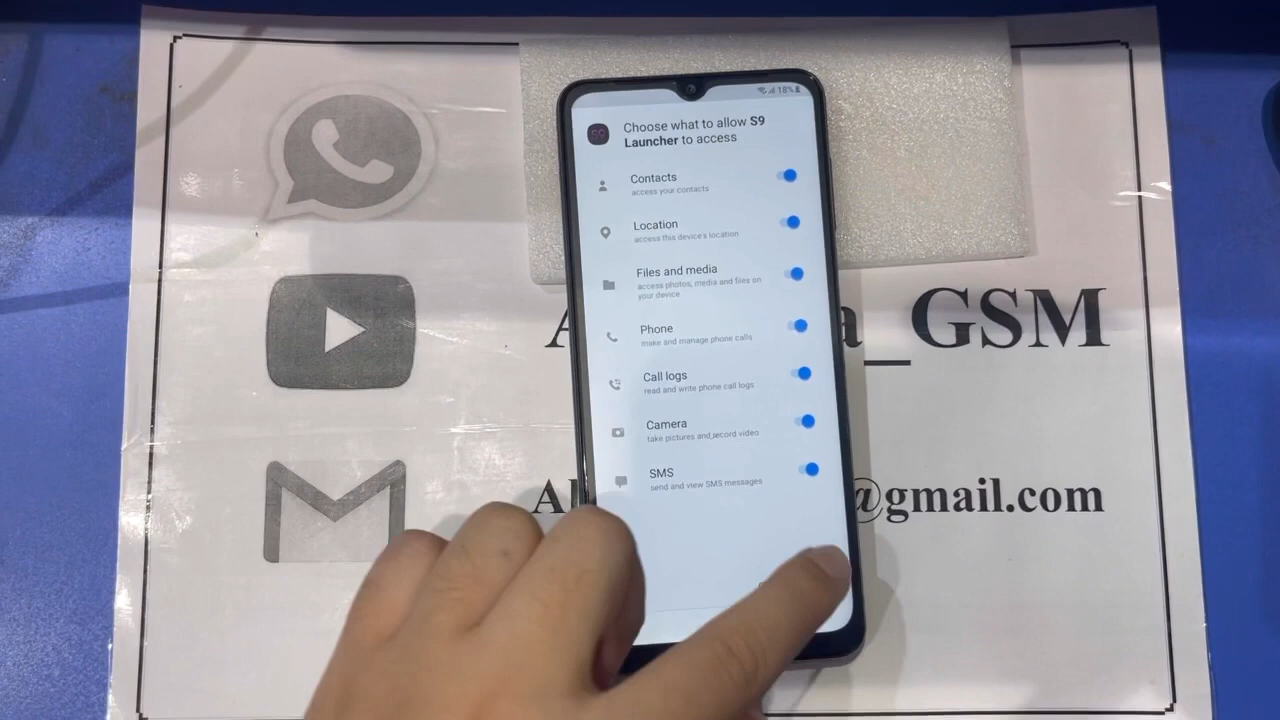 18%
Choose what to allow S9
Launcher to access
Contacts
access your contacts
Location
access this device's location
Files and media
access photos, media and files on
your device
Phone
make and manage phone calls
Call logs
read and write phone call logs
Camera
take pictures and record video
SMS
send and view SMS messages
_GSM
@gmail.com